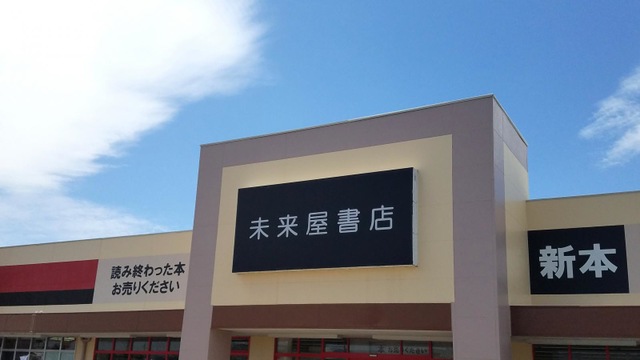 読み終わった本
お売りください
未来屋書店
新本